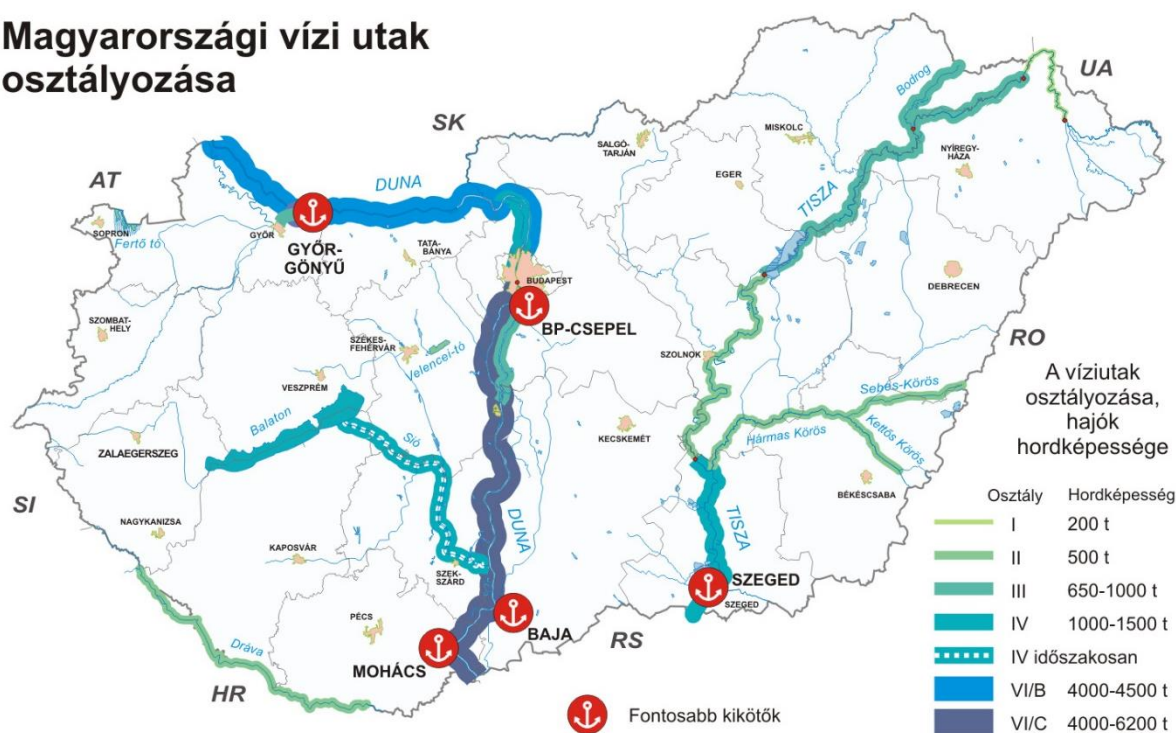 Magyarországi vízi utak
osztályozása
SK
UA
AT
HR
SI
RS
RO
DUNA
Bodrog
SALGÓ-
TARJÁN
MISKOLC
NYÍREGY-
HÁZA
EGER
TISZA
SOPRON
Fertő tó
GYŐR
GYŐR-
GÖNYŰ
TATA-
BÁNYA
BUDAPEST
BP-CSEPEL
DEBRECEN
SZOMBAT-
HELY
SZÉKES-
FEHÉRVÁR
Velencei-tó
VESZPRÉM
SZOLNOK
Sebes-Körös
Kettős Körös
Hármas Körös
Balaton
Sió
KECSKEMÉT
BÉKÉSCSABA
ZALAEGERSZEG
NAGYKANIZSA
KAPOSVÁR
SZEK-
SZÁRD
DUNA
TISZA
SZEGED
SZEGED
PÉCS
BAJA
MOHÁCS
Dráva
A víziutak
osztályozása,
hajók
hordképessége
Osztály Hordképesség
I 200 t
II 500 t
III 650-1000 t
IV 1000-1500 t
IV időszakosan
VI/B 4000-4500 t
VI/C 4000-6200 t
Fontosabb kikötők